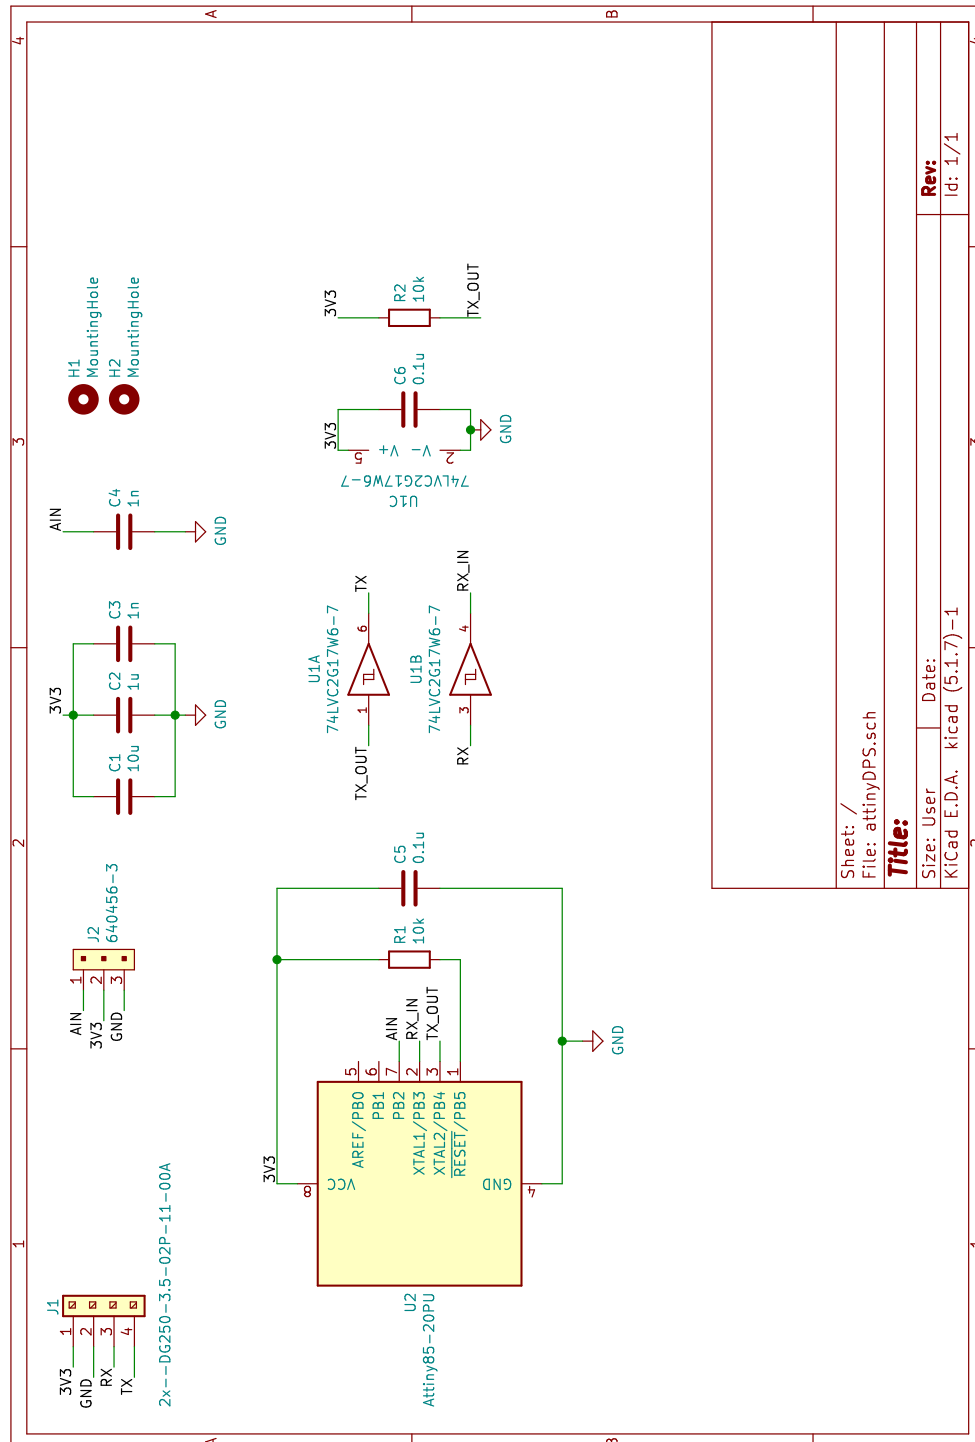 1
2
3
4
A
B
J1
3V3
1
GND
2
RX
3
TX
4
2x--DG250-3.5-02P-11-00A
J2
640456-3
AIN
1
3V3
2
GND
3
3V3
C1
10u
C2
1u
C3
1n
GND
AIN
C4
1n
GND
H1
MountingHole
H2
MountingHole
U2
Attiny85-20PU
3V3
8
VCC
AREF/PB0
5
PB1
6
PB2
7
AIN
XTAL1/PB3
2
RX_IN
XTAL2/PB4
3
TX_OUT
RESET/PB5
1
GND
4
R1
10k
C5
0.1u
GND
U1A
74LVC2G17W6-7
TX_OUT
1
6
TX
U1B
74LVC2G17W6-7
RX
3
4
RX_IN
U1C
74LVC2G17W6-7
3V3
5
V+
V-
2
C6
0.1u
GND
3V3
R2
10k
TX_OUT
Sheet: /
File: attinyDPS.sch
Title:
Size: User
Date:
Rev:
KiCad E.D.A.  kicad (5.1.7)-1
Id: 1/1